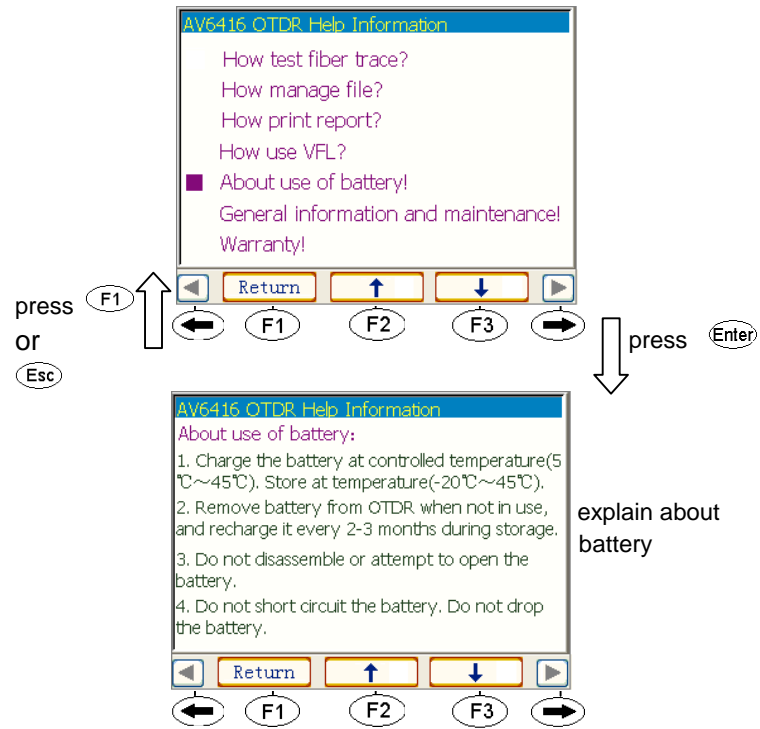 AV6416 OTDR Help Information
How test fiber trace?
How manage file?
How print report?
How use VFL?
About use of battery!
General information and maintenance!
Warranty!
Return
F1
F2
F3
press F1
or
Esc
press Enter
AV6416 OTDR Help Information
About use of battery:
1. Charge the battery at controlled temperature(5
℃～45℃). Store at temperature(-20℃～45℃).
2. Remove battery from OTDR when not in use,
and recharge it every 2-3 months during storage.
3. Do not disassemble or attempt to open the
battery.
4. Do not short circuit the battery. Do not drop
the battery.
explain about
battery
Return
F1
F2
F3